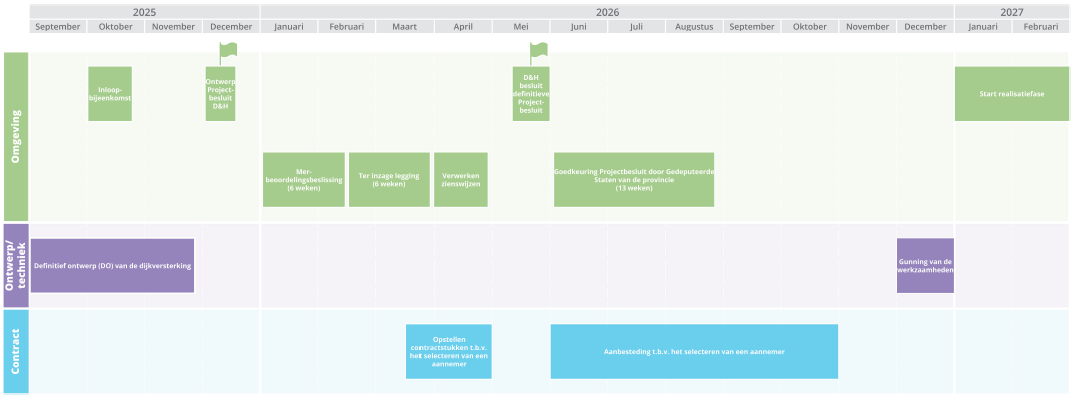 2025
2026
2027
September
Oktober
November
December
Januari
Februari
Maart
April
Mei
Juni
Juli
Augustus
September
Oktober
November
December
Januari
Februari
Omgeving
Inloop-
bijeenkomst
Ontwerp
Project-
besluit
D&H
D&H
besluit
definitieve
Project-
besluit
Start realisatiefase
Mer-
beoordelingsbeslissing
(6 weken)
Ter inzage legging
(6 weken)
Verwerken
zienswijzen
Goedkeuring Projectbesluit door Gedeputeerde
Staten van de provincie
(13 weken)
Ontwerp/
techniek
Definitief ontwerp (DO) van de dijkversterking
Gunning van de
werkzaamheden
Contract
Opstellen
contractstukken t.b.v.
het selecteren van een
aannemer
Aanbesteding t.b.v. het selecteren van een aannemer